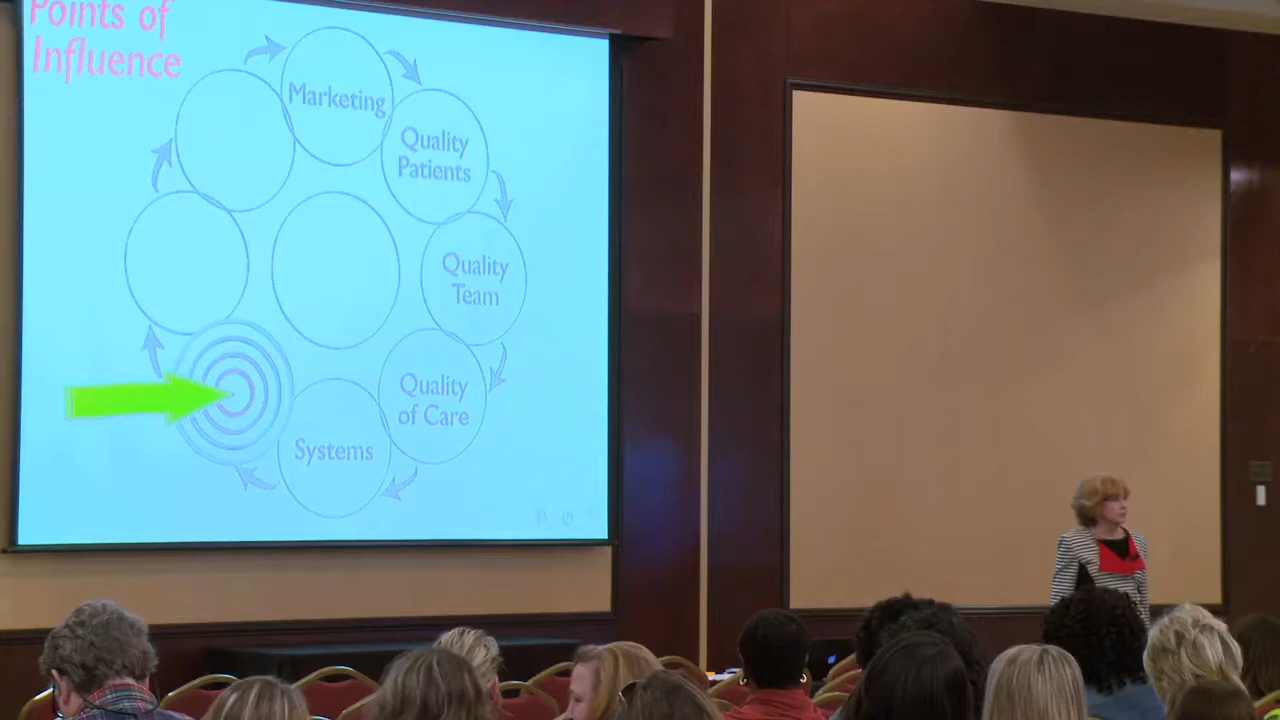 Points of
Influence
Marketing
Quality
Patients
Quality
Team
Quality
of Care
Systems